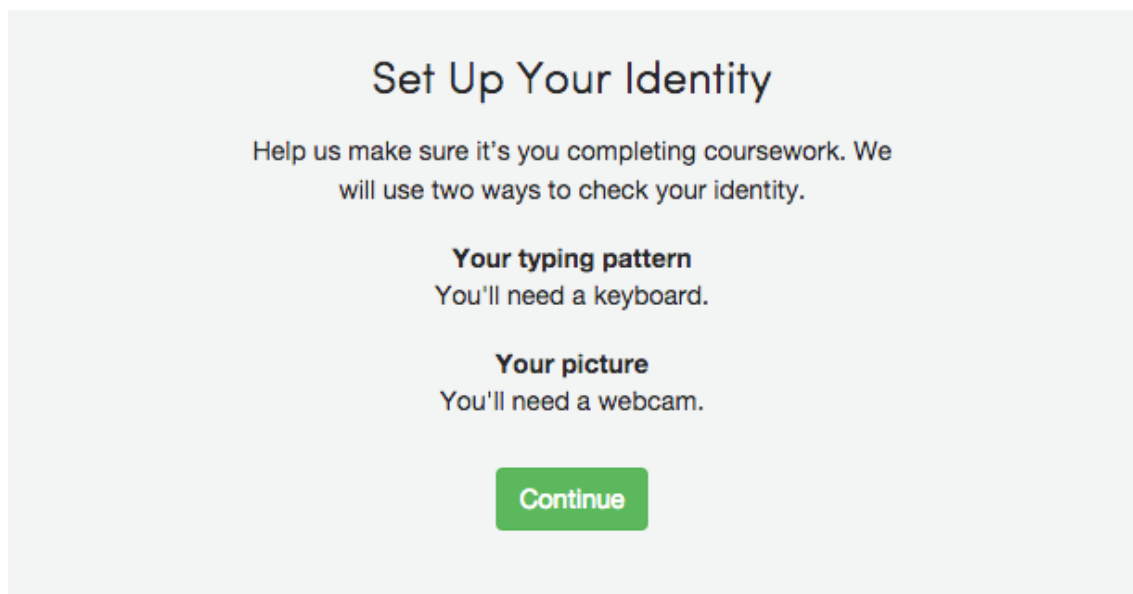 Set Up Your Identity
Help us make sure it’s you completing coursework. We
will use two ways to check your identity.
Your typing pattern
You'll need a keyboard.
Your picture
You'll need a webcam.
Continue